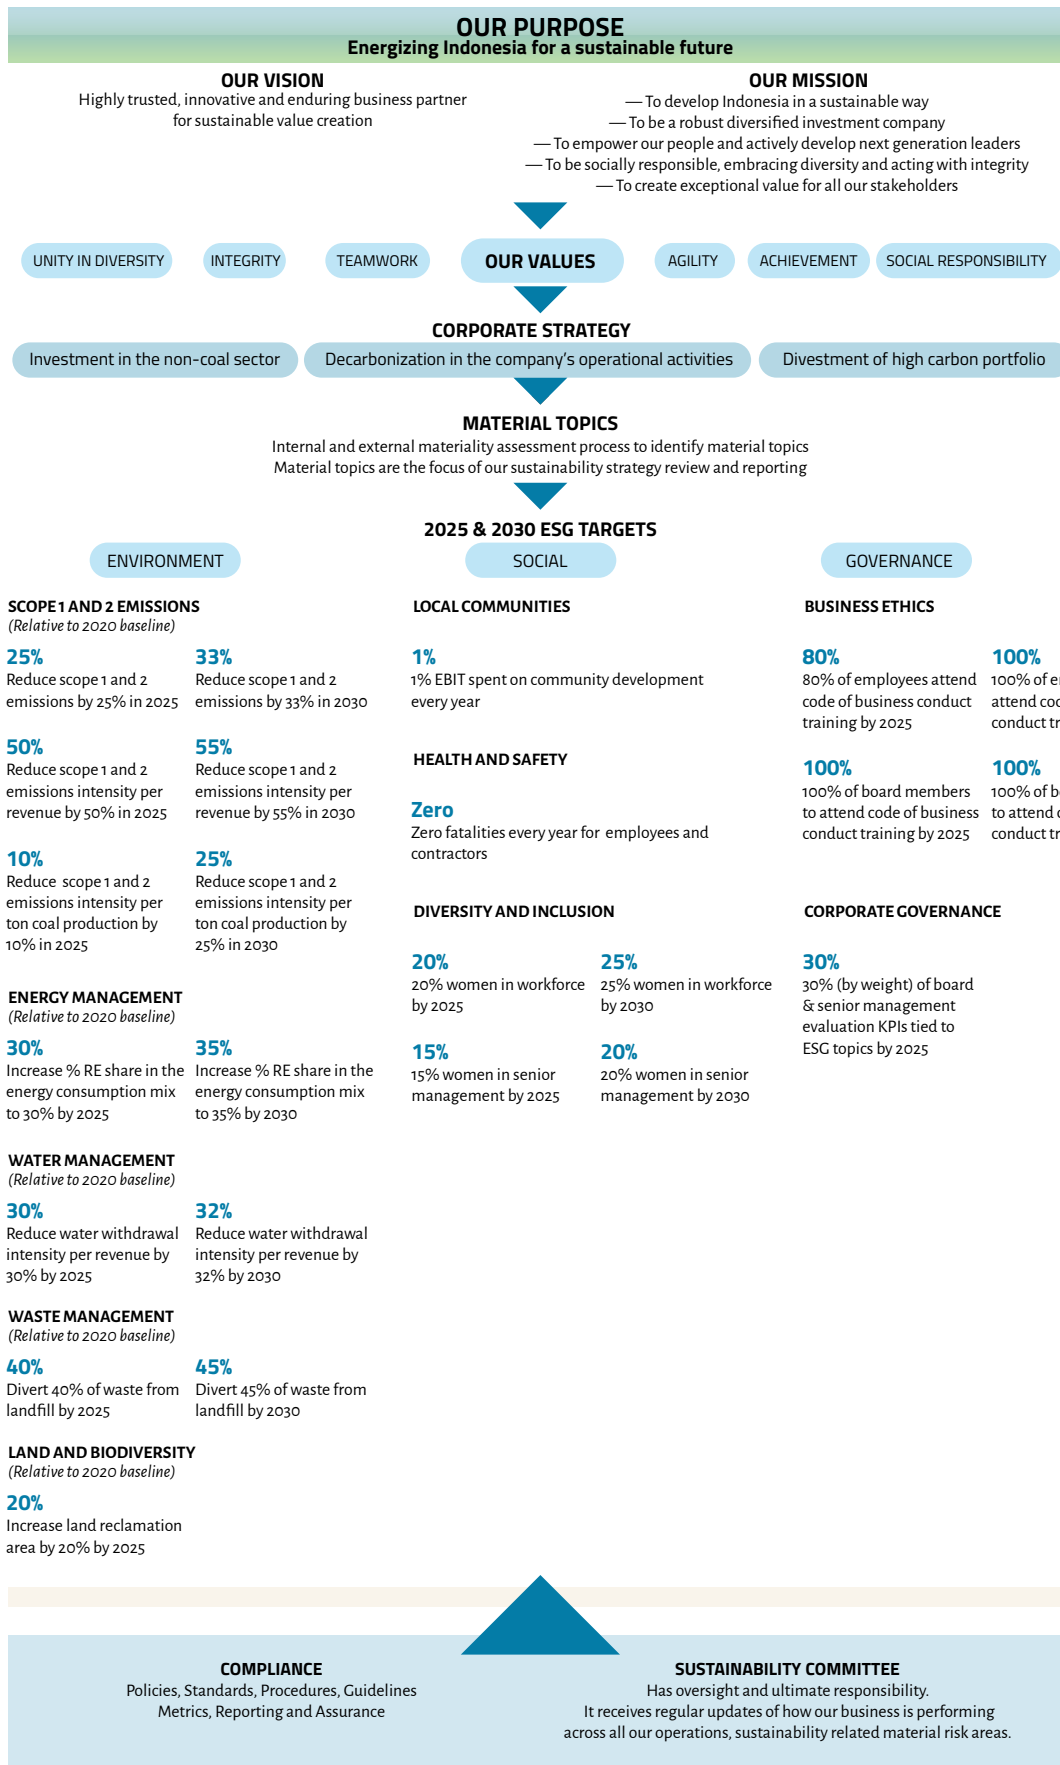 OUR PURPOSE
Energizing Indonesia for a sustainable future
OUR VISION
Highly trusted, innovative and enduring business partner
for sustainable value creation
OUR MISSION
— To develop Indonesia in a sustainable way
— To be a robust diversified investment company
— To empower our people and actively develop next generation leaders
— To be socially responsible, embracing diversity and acting with integrity
— To create exceptional value for all our stakeholders
UNITY IN DIVERSITY
INTEGRITY
TEAMWORK
OUR VALUES
AGILITY
ACHIEVEMENT
SOCIAL RESPONSIBILITY
CORPORATE STRATEGY
Investment in the non-coal sector
Decarbonization in the company's operational activities
Divestment of high carbon portfolio
MATERIAL TOPICS
Internal and external materiality assessment process to identify material topics
Material topics are the focus of our sustainability strategy review and reporting
2025 & 2030 ESG TARGETS
ENVIRONMENT
SCOPE 1 AND 2 EMISSIONS
(Relative to 2020 baseline)
25%
Reduce scope 1 and 2
emissions by 25% in 2025
33%
Reduce scope 1 and 2
emissions by 33% in 2030
50%
Reduce scope 1 and 2
emissions intensity per
revenue by 50% in 2025
55%
Reduce scope 1 and 2
emissions intensity per
revenue by 55% in 2030
10%
Reduce scope 1 and 2
emissions intensity per
ton coal production by
10% in 2025
25%
Reduce scope 1 and 2
emissions intensity per
ton coal production by
25% in 2030
ENERGY MANAGEMENT
(Relative to 2020 baseline)
30%
Increase % RE share in the
energy consumption mix
to 30% by 2025
35%
Increase % RE share in the
energy consumption mix
to 35% by 2030
WATER MANAGEMENT
(Relative to 2020 baseline)
30%
Reduce water withdrawal
intensity per revenue by
30% by 2025
32%
Reduce water withdrawal
intensity per revenue by
32% by 2030
WASTE MANAGEMENT
(Relative to 2020 baseline)
40%
Divert 40% of waste from
landfill by 2025
45%
Divert 45% of waste from
landfill by 2030
LAND AND BIODIVERSITY
(Relative to 2020 baseline)
20%
Increase land reclamation
area by 20% by 2025
SOCIAL
LOCAL COMMUNITIES
1%
1% EBIT spent on community development
every year
HEALTH AND SAFETY
Zero
Zero fatalities every year for employees and
contractors
DIVERSITY AND INCLUSION
20%
20% women in workforce
by 2025
25%
25% women in workforce
by 2030
15%
15% women in senior
management by 2025
20%
20% women in senior
management by 2030
GOVERNANCE
BUSINESS ETHICS
80%
80% of employees attend
code of business conduct
training by 2025
100%
100% of
attend
conduct
100%
100% of board members
to attend code of business
conduct training by 2025
100%
100% of
to attend
conduct
CORPORATE GOVERNANCE
30%
30% (by weight) of board
& senior management
evaluation KPIs tied to
ESG topics by 2025
COMPLIANCE
Policies, Standards, Procedures, Guidelines
Metrics, Reporting and Assurance
SUSTAINABILITY COMMITTEE
Has oversight and ultimate responsibility.
It receives regular updates of how our business is performing
across all our operations, sustainability related material risk areas.